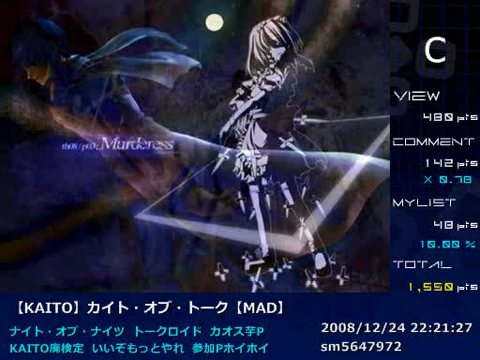 C
VIEW
480 pts
COMMENT
142 pts
X 0.78
MYLIST
48 pts
10.00 %
TOTAL
1,550 pts
Murderess
【KAITO】カイト・オブ・トーク【MAD】
ナイト・オブ・ナイツ トークロイド カオス芋P
KAITO廃検定 いいぞもっとやれ 参加Pホイホイ
2008/12/24 22:21:27
sm5647972